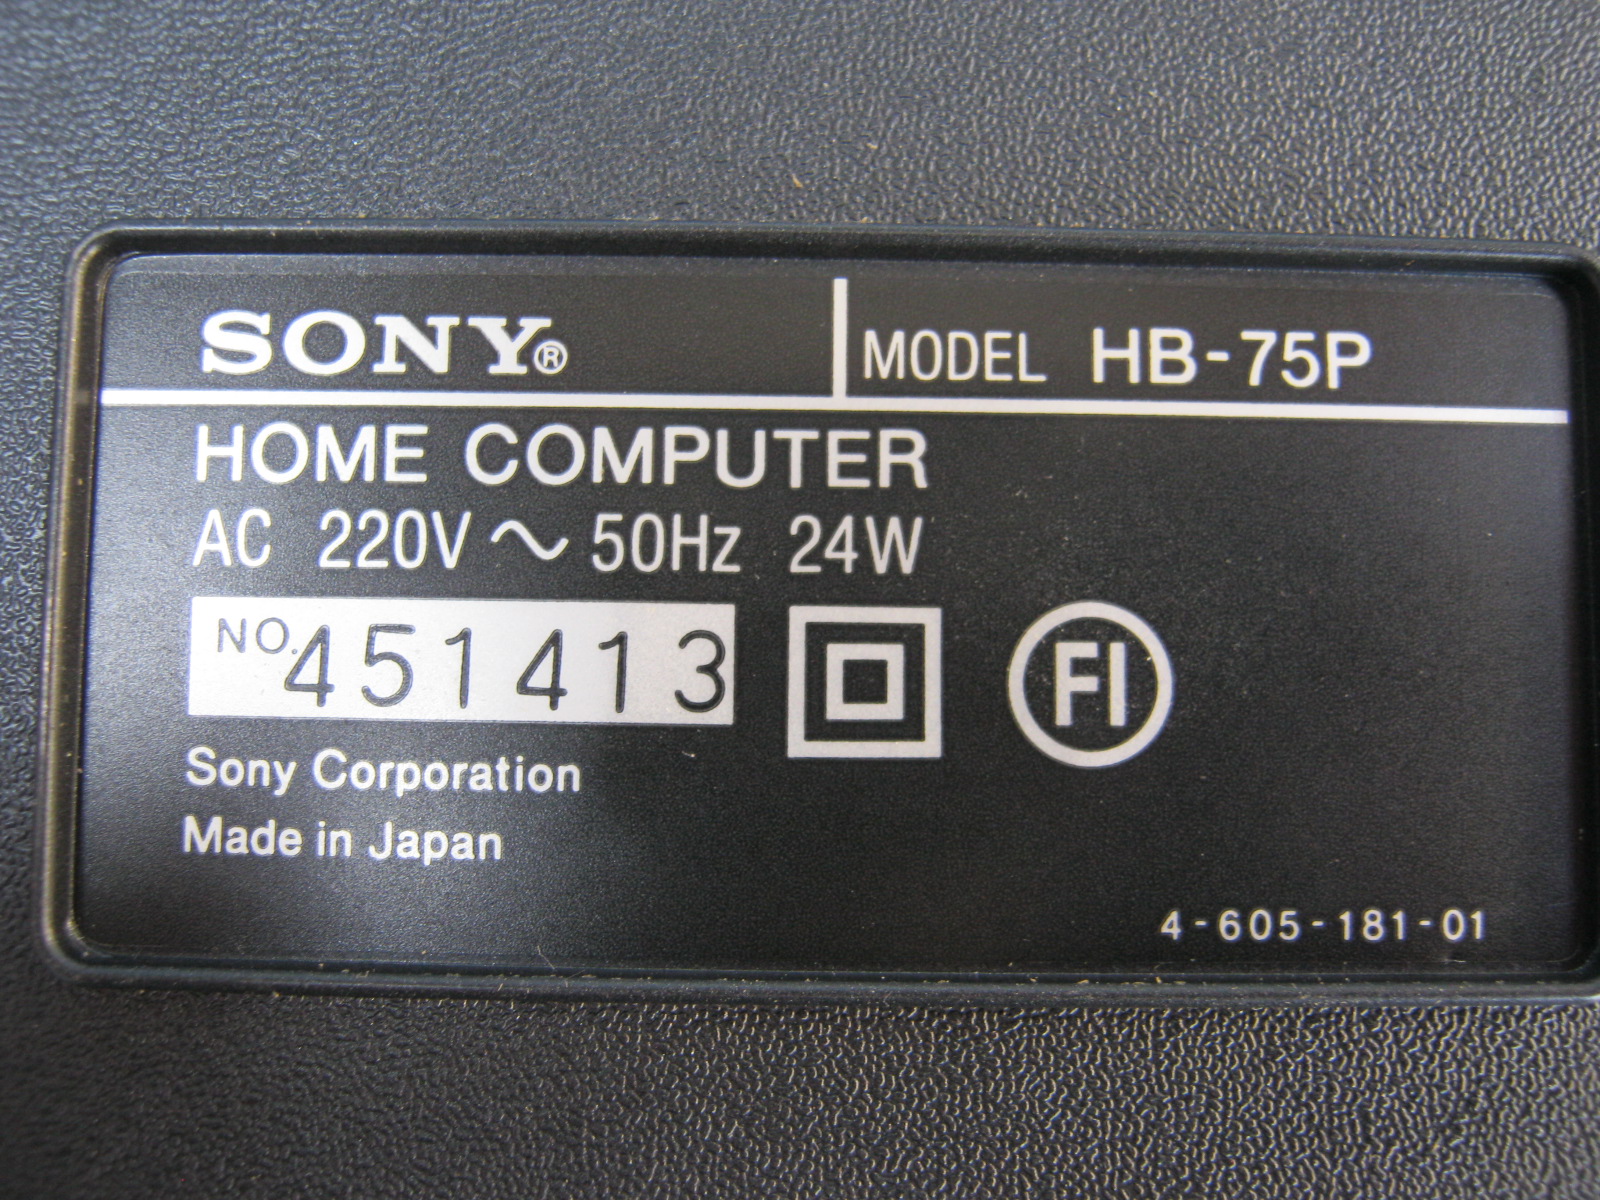 SONY®
MODEL HB-75P
HOME COMPUTER
AC 220V ~ 50Hz 24W
NO. 451413
FI
Sony Corporation
Made in Japan
4-605-181-01